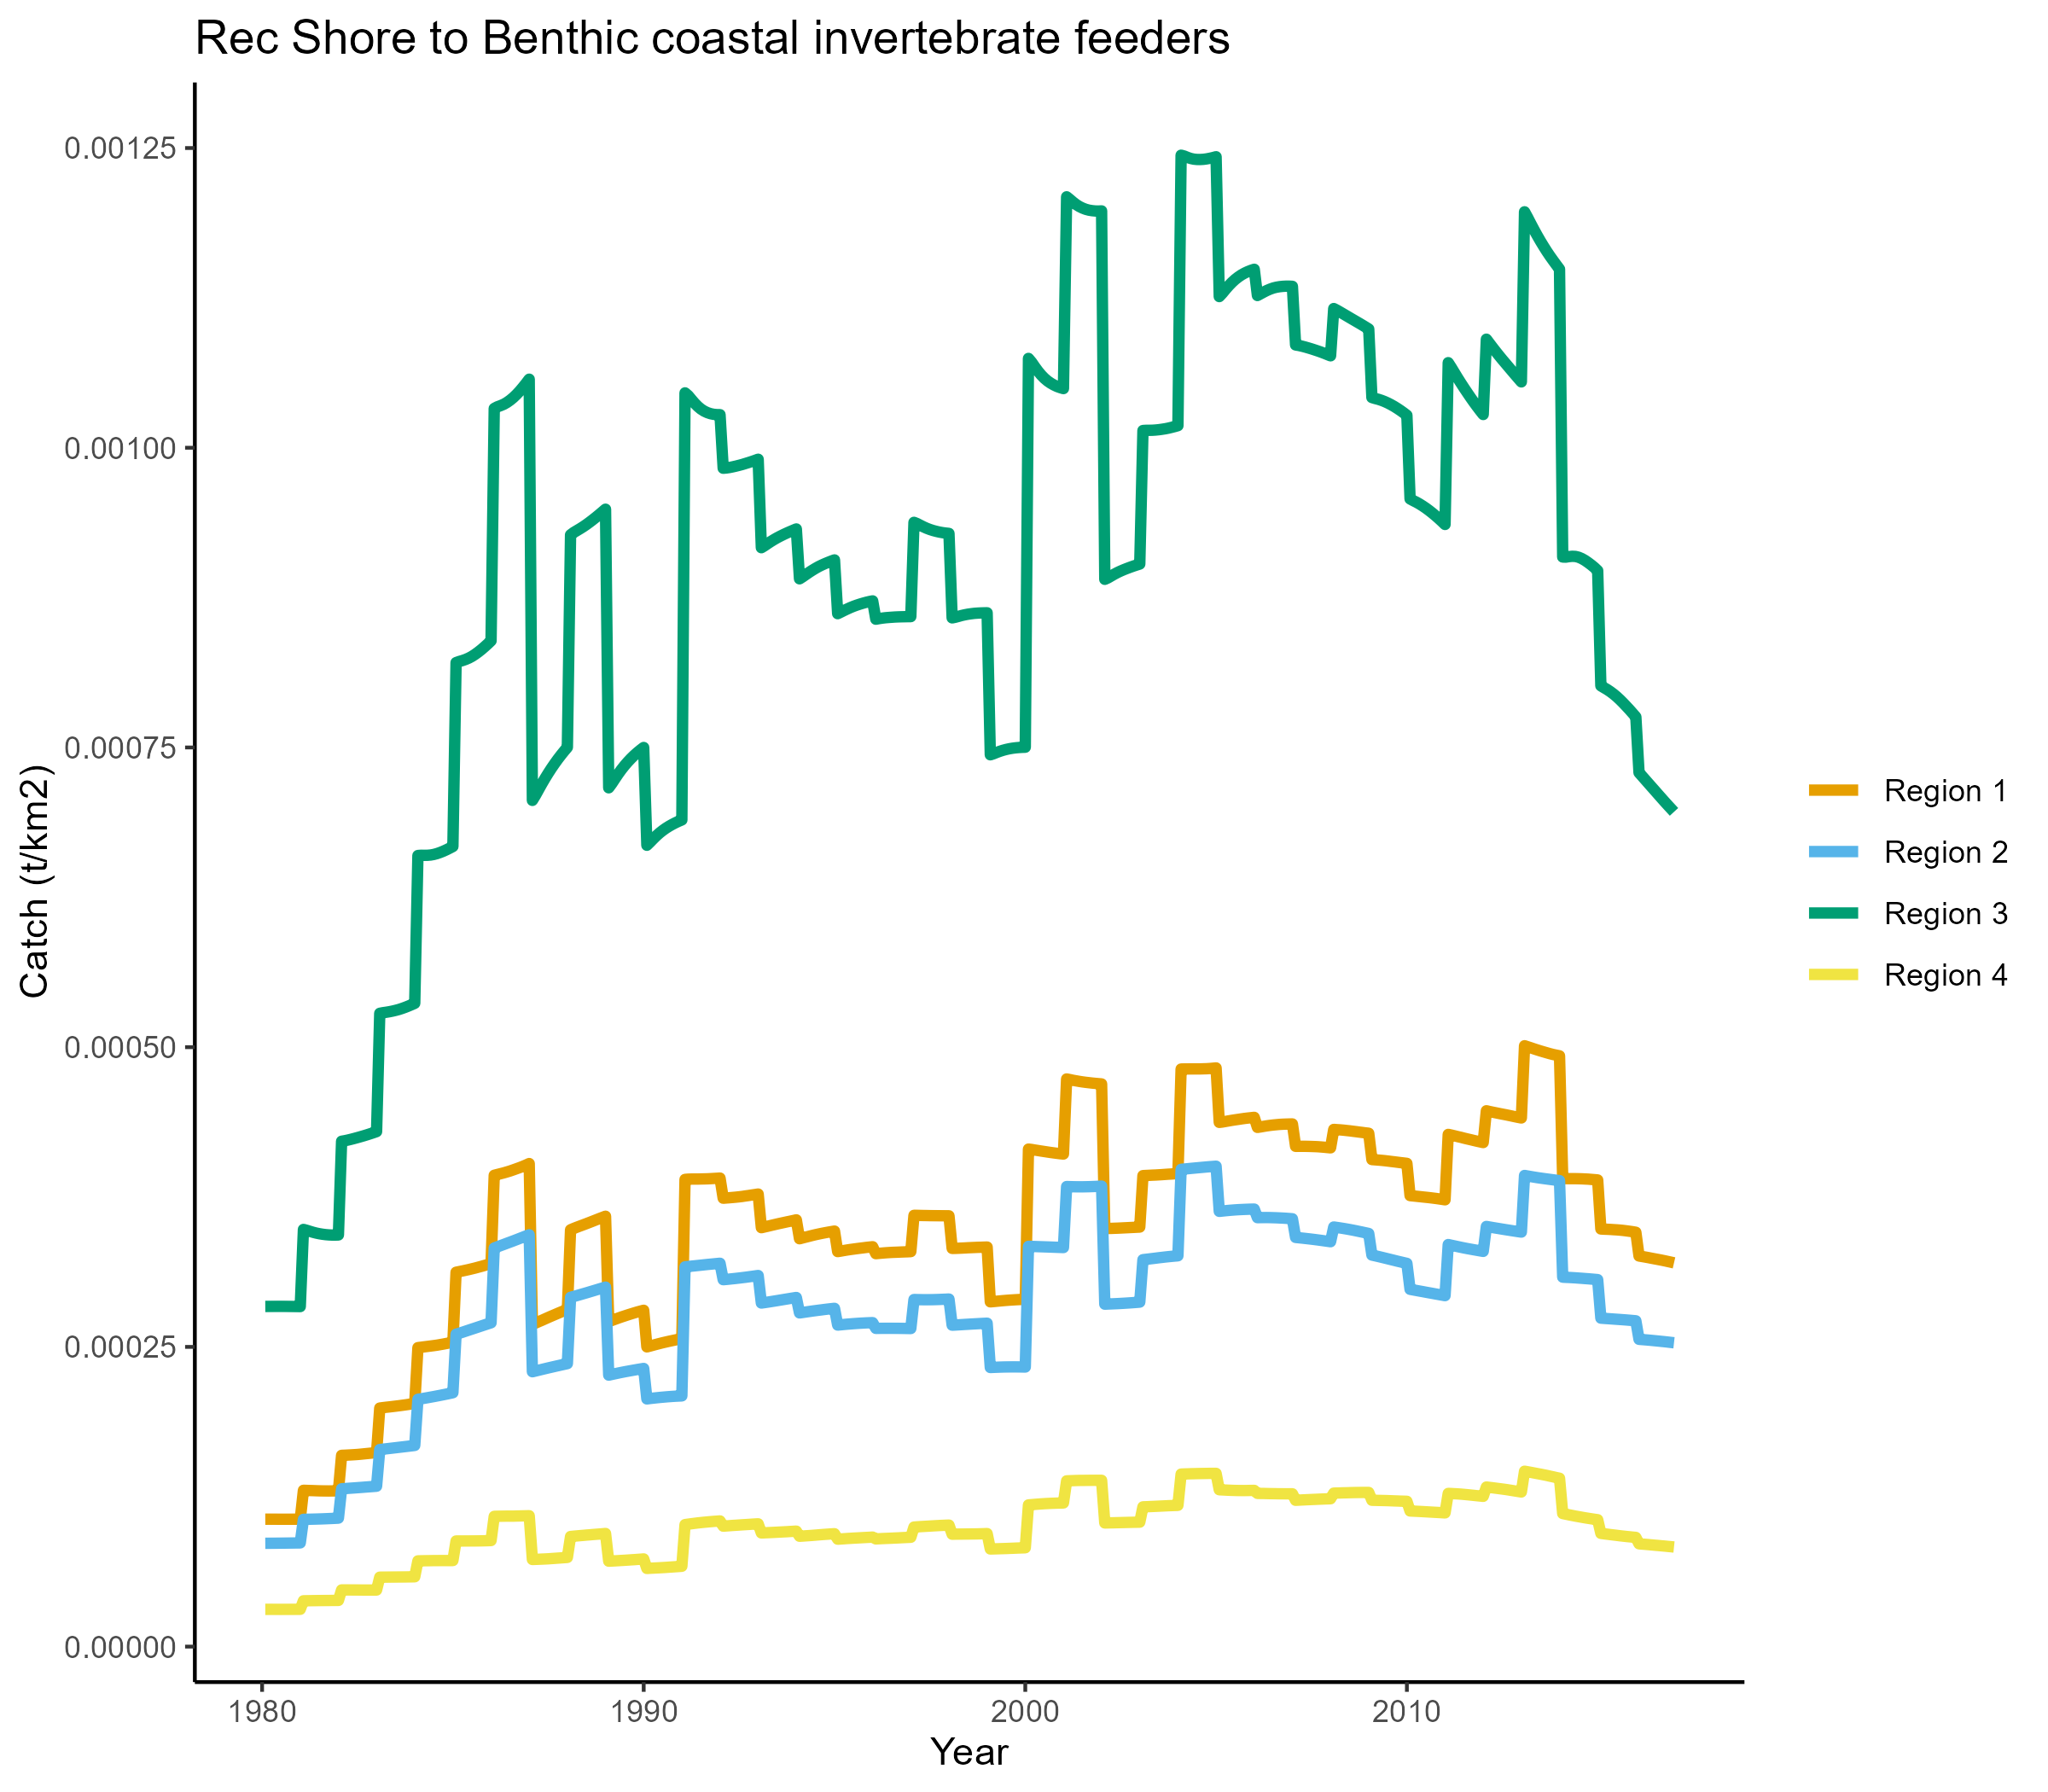 Rec Shore to Benthic coastal invertebrate feeders
0.00125
0.00100
0.00075
0.00050
0.00025
0.00000
Catch (t/km2)
1980 1990 2000 2010
Year
Region 1
Region 2
Region 3
Region 4